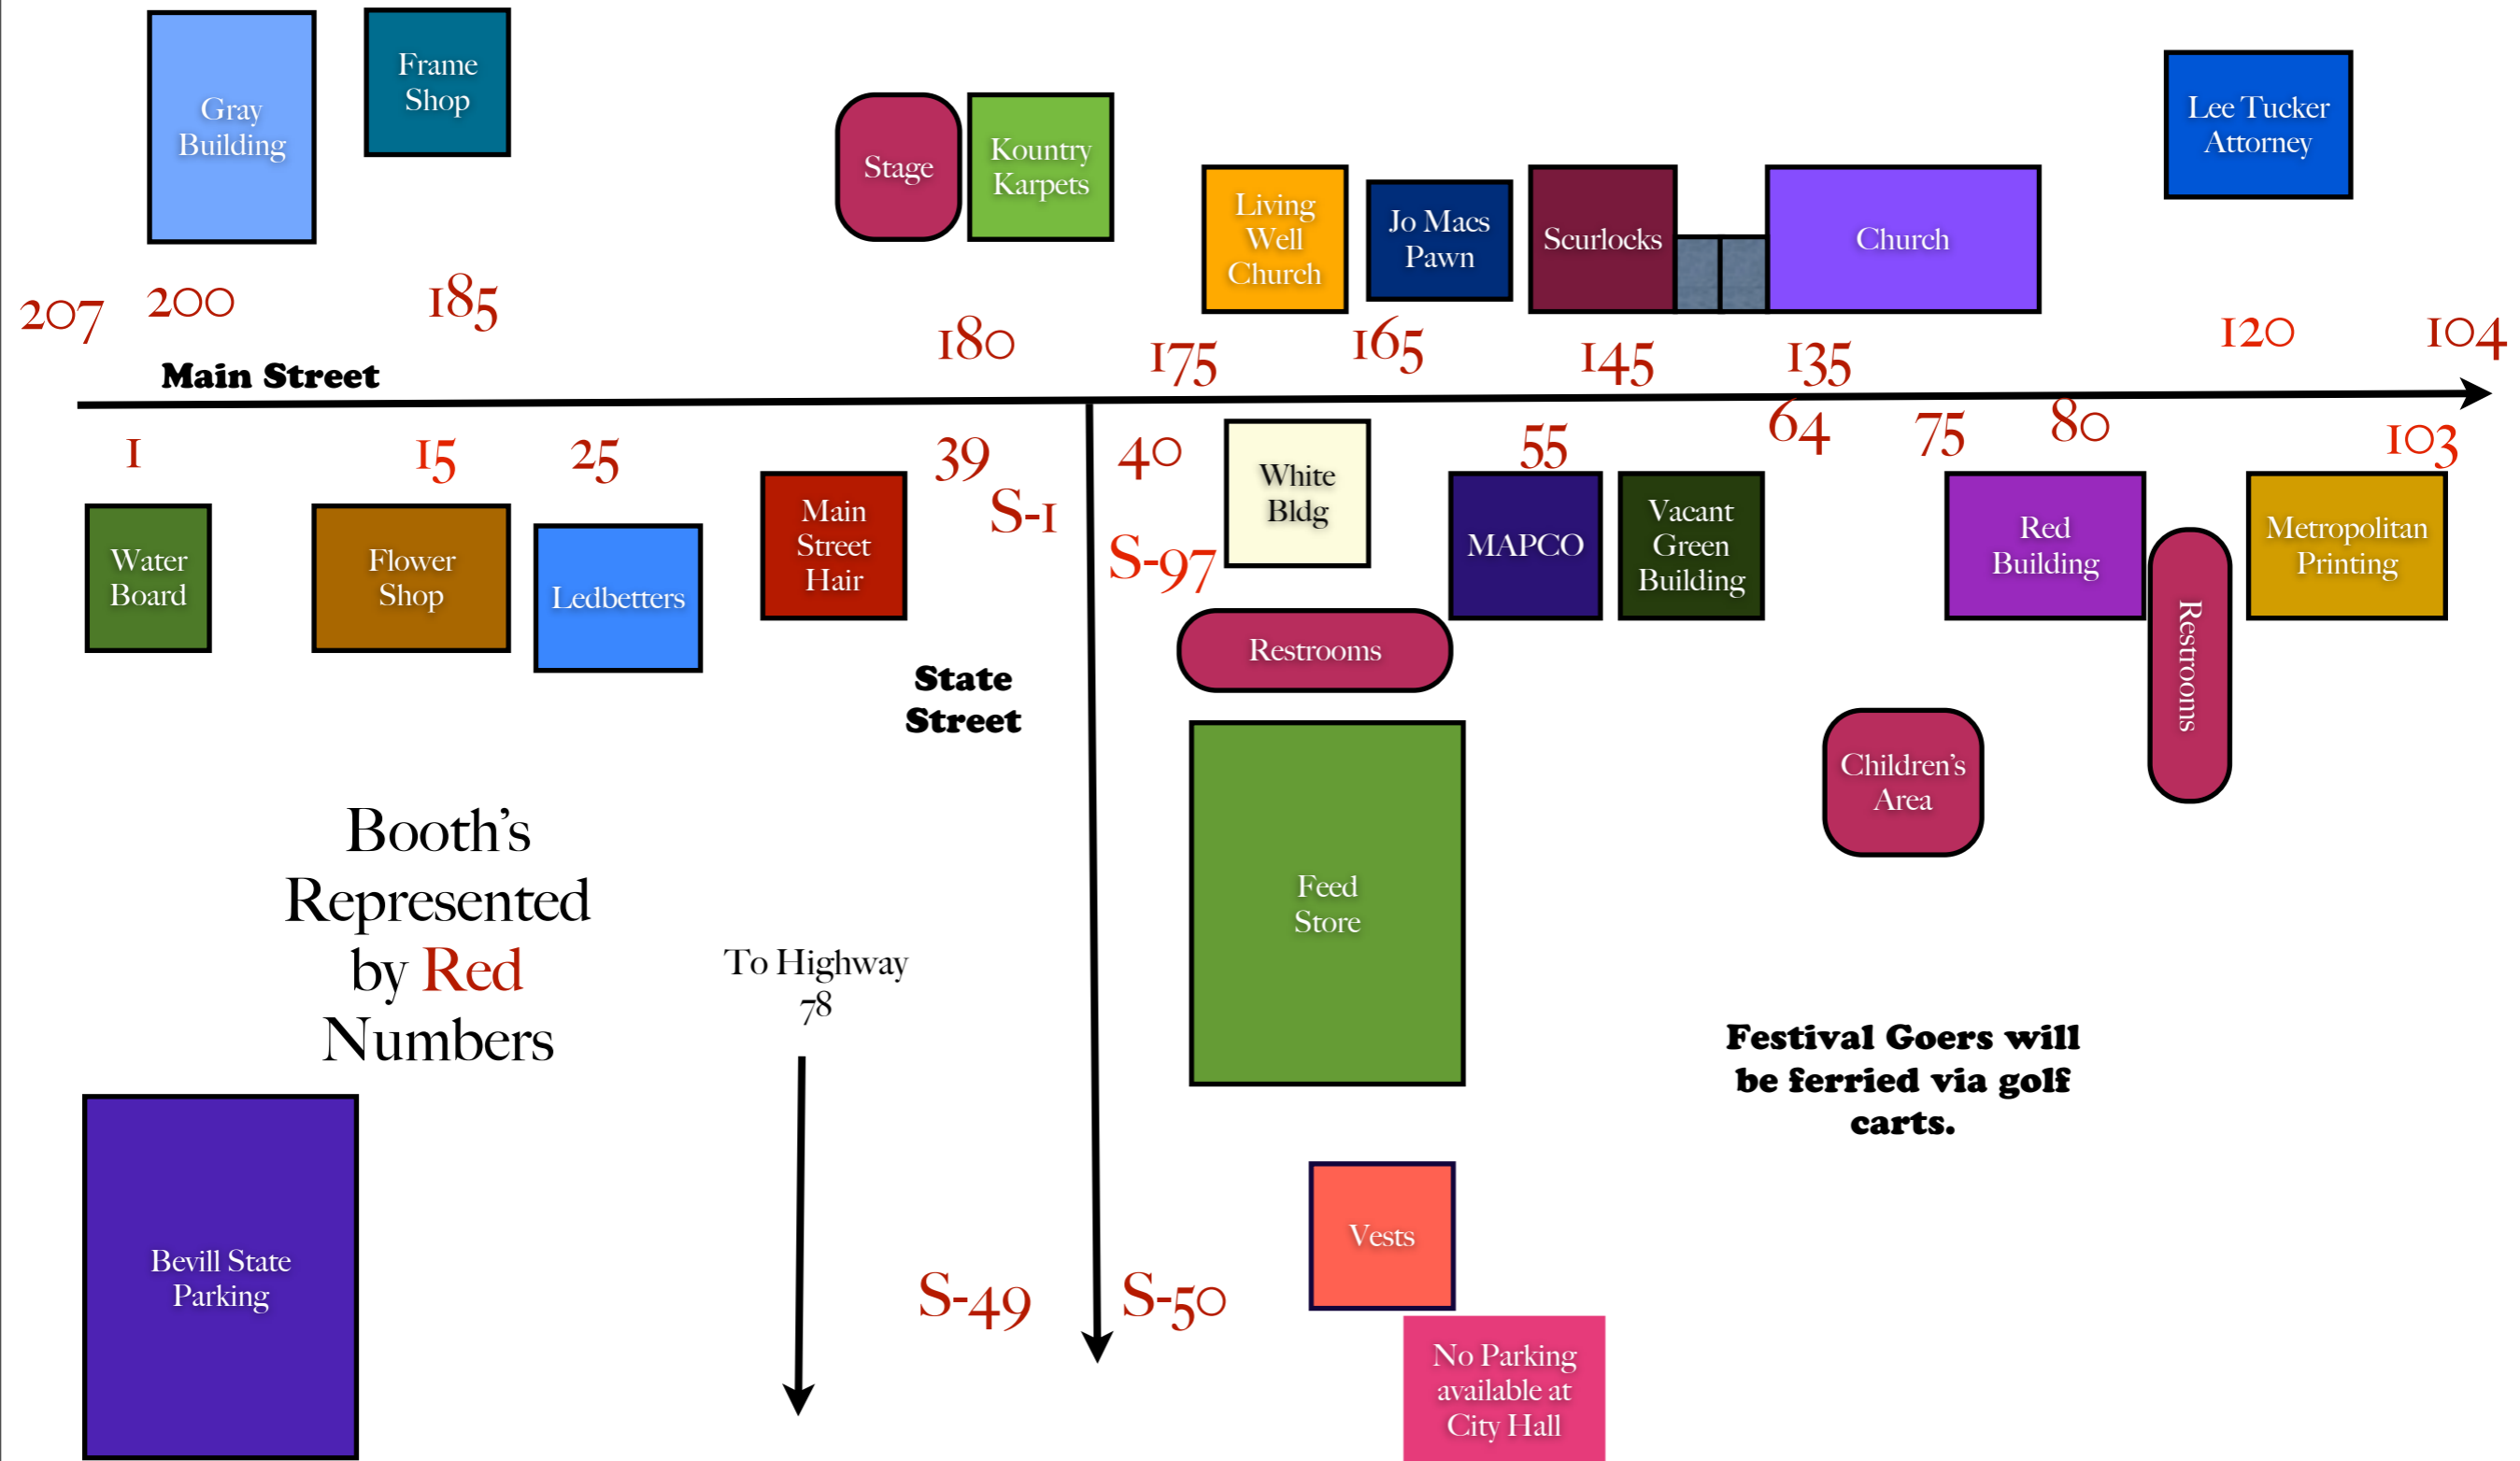 Gray
Building
Frame
Shop
Stage
Kountry
Karpets
Living
Well
Church
Jo Macs
Pawn
Scurlocks
Church
Lee Tucker
Attorney
207
200
185
180
175
165
145
135
120
104
Main Street
1
15
25
39
40
55
64
75
80
103
S-1
S-97
Water
Board
Flower
Shop
Ledbetters
Main
Street
Hair
White
Bldg
MAPCO
Vacant
Green
Building
Red
Building
Restrooms
Metropolitan
Printing
Restrooms
State
Street
Children's
Area
Booth's
Represented
by Red
Numbers
To Highway
78
Feed
Store
Festival Goers will
be ferried via golf
carts.
Bevill State
Parking
S-49
S-50
Vests
No Parking
available at
City Hall